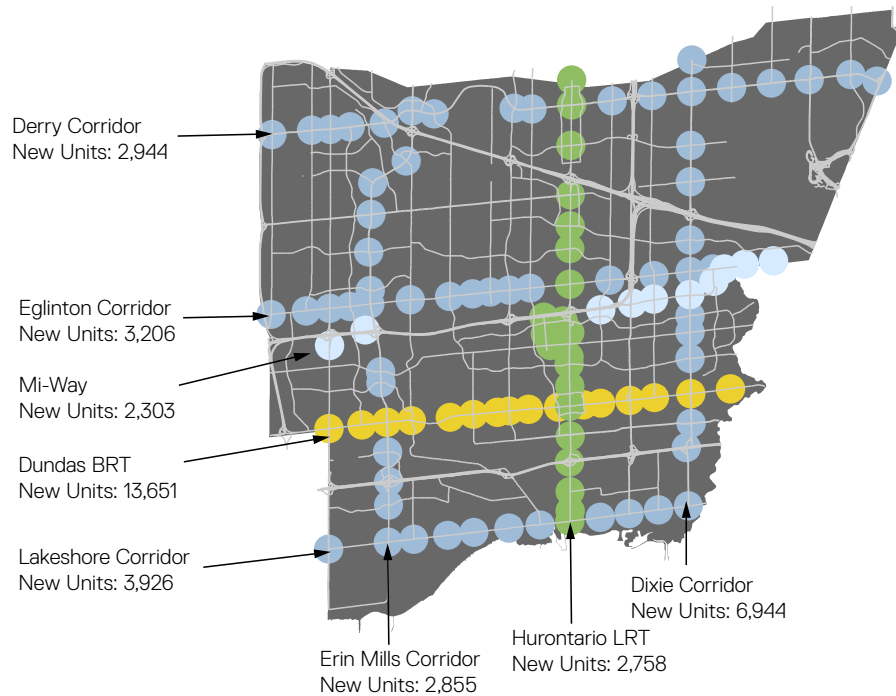 Derry Corridor
New Units: 2,944
Eglinton Corridor
New Units: 3,206
Mi-Way
New Units: 2,303
Dundas BRT
New Units: 13,651
Lakeshore Corridor
New Units: 3,926
Erin Mills Corridor
New Units: 2,855
Hurontario LRT
New Units: 2,758
Dixie Corridor
New Units: 6,944